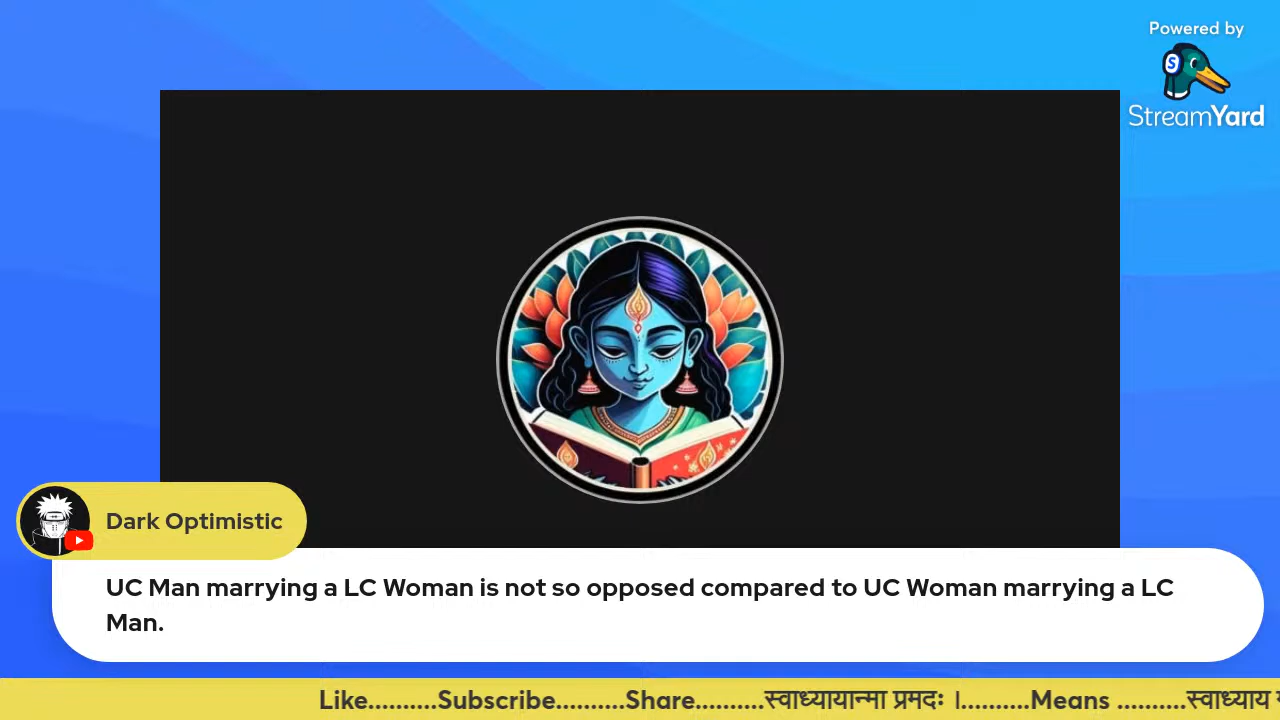 Powered by
S
StreamYard
Dark Optimistic
UC Man marrying a LC Woman is not so opposed compared to UC Woman marrying a LC
Man.
Like..........Subscribe..........Share..........स्वाध्यायान्मा प्रमदः ।..........Means ..........स्वाध्याय